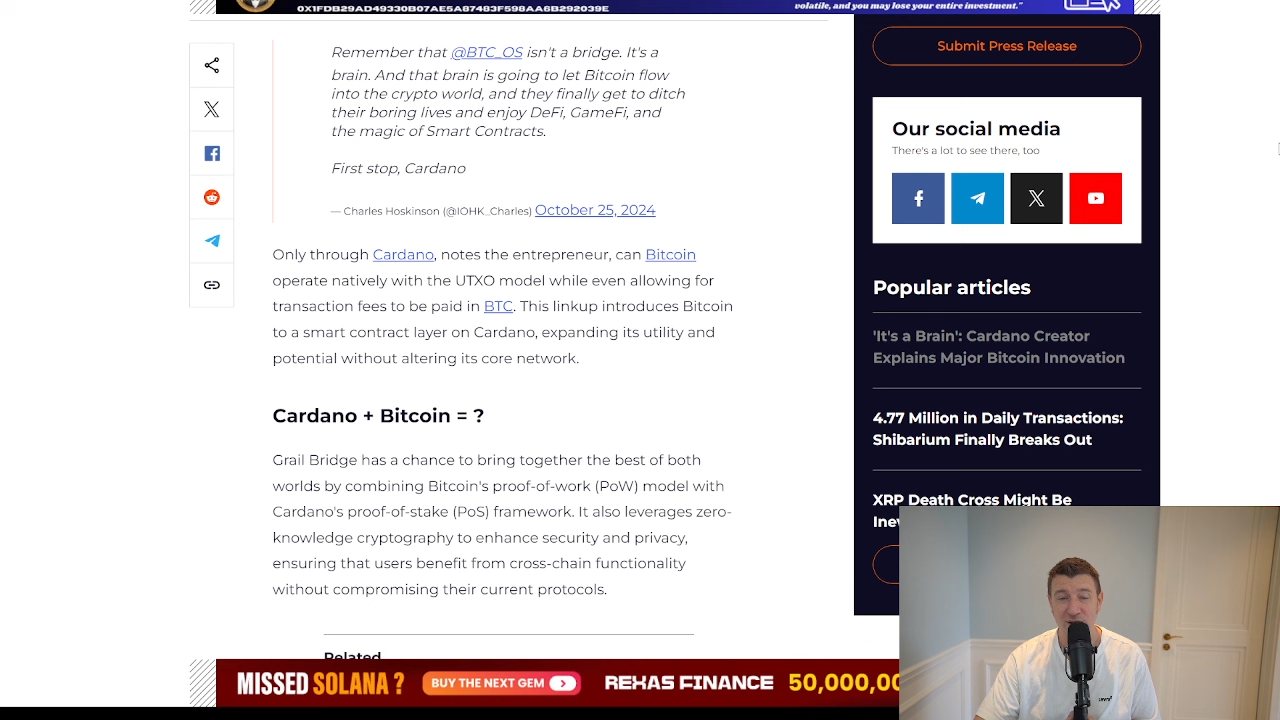 0X1FDB29AD49330B07AE5A87483F598AA6B292039E
volatile, and you may lose your entire investment."
Remember that @BTC_OS isn't a bridge. It's a
brain. And that brain is going to let Bitcoin flow
into the crypto world, and they finally get to ditch
their boring lives and enjoy DeFi, GameFi, and
the magic of Smart Contracts.
First stop, Cardano
— Charles Hoskinson (@IOHK_Charles) October 25, 2024
Only through Cardano, notes the entrepreneur, can Bitcoin
operate natively with the UTXO model while even allowing for
transaction fees to be paid in BTC. This linkup introduces Bitcoin
to a smart contract layer on Cardano, expanding its utility and
potential without altering its core network.
Cardano + Bitcoin = ?
Grail Bridge has a chance to bring together the best of both
worlds by combining Bitcoin's proof-of-work (PoW) model with
Cardano's proof-of-stake (PoS) framework. It also leverages zero-
knowledge cryptography to enhance security and privacy,
ensuring that users benefit from cross-chain functionality
without compromising their current protocols.
Related
Submit Press Release
Our social media
There's a lot to see there, too
Popular articles
'It's a Brain': Cardano Creator
Explains Major Bitcoin Innovation
4.77 Million in Daily Transactions:
Shibarium Finally Breaks Out
XRP Death Cross Might Be
MISSED SOLANA ? BUY THE NEXT GEM REXAS FINANCE 50,000,00